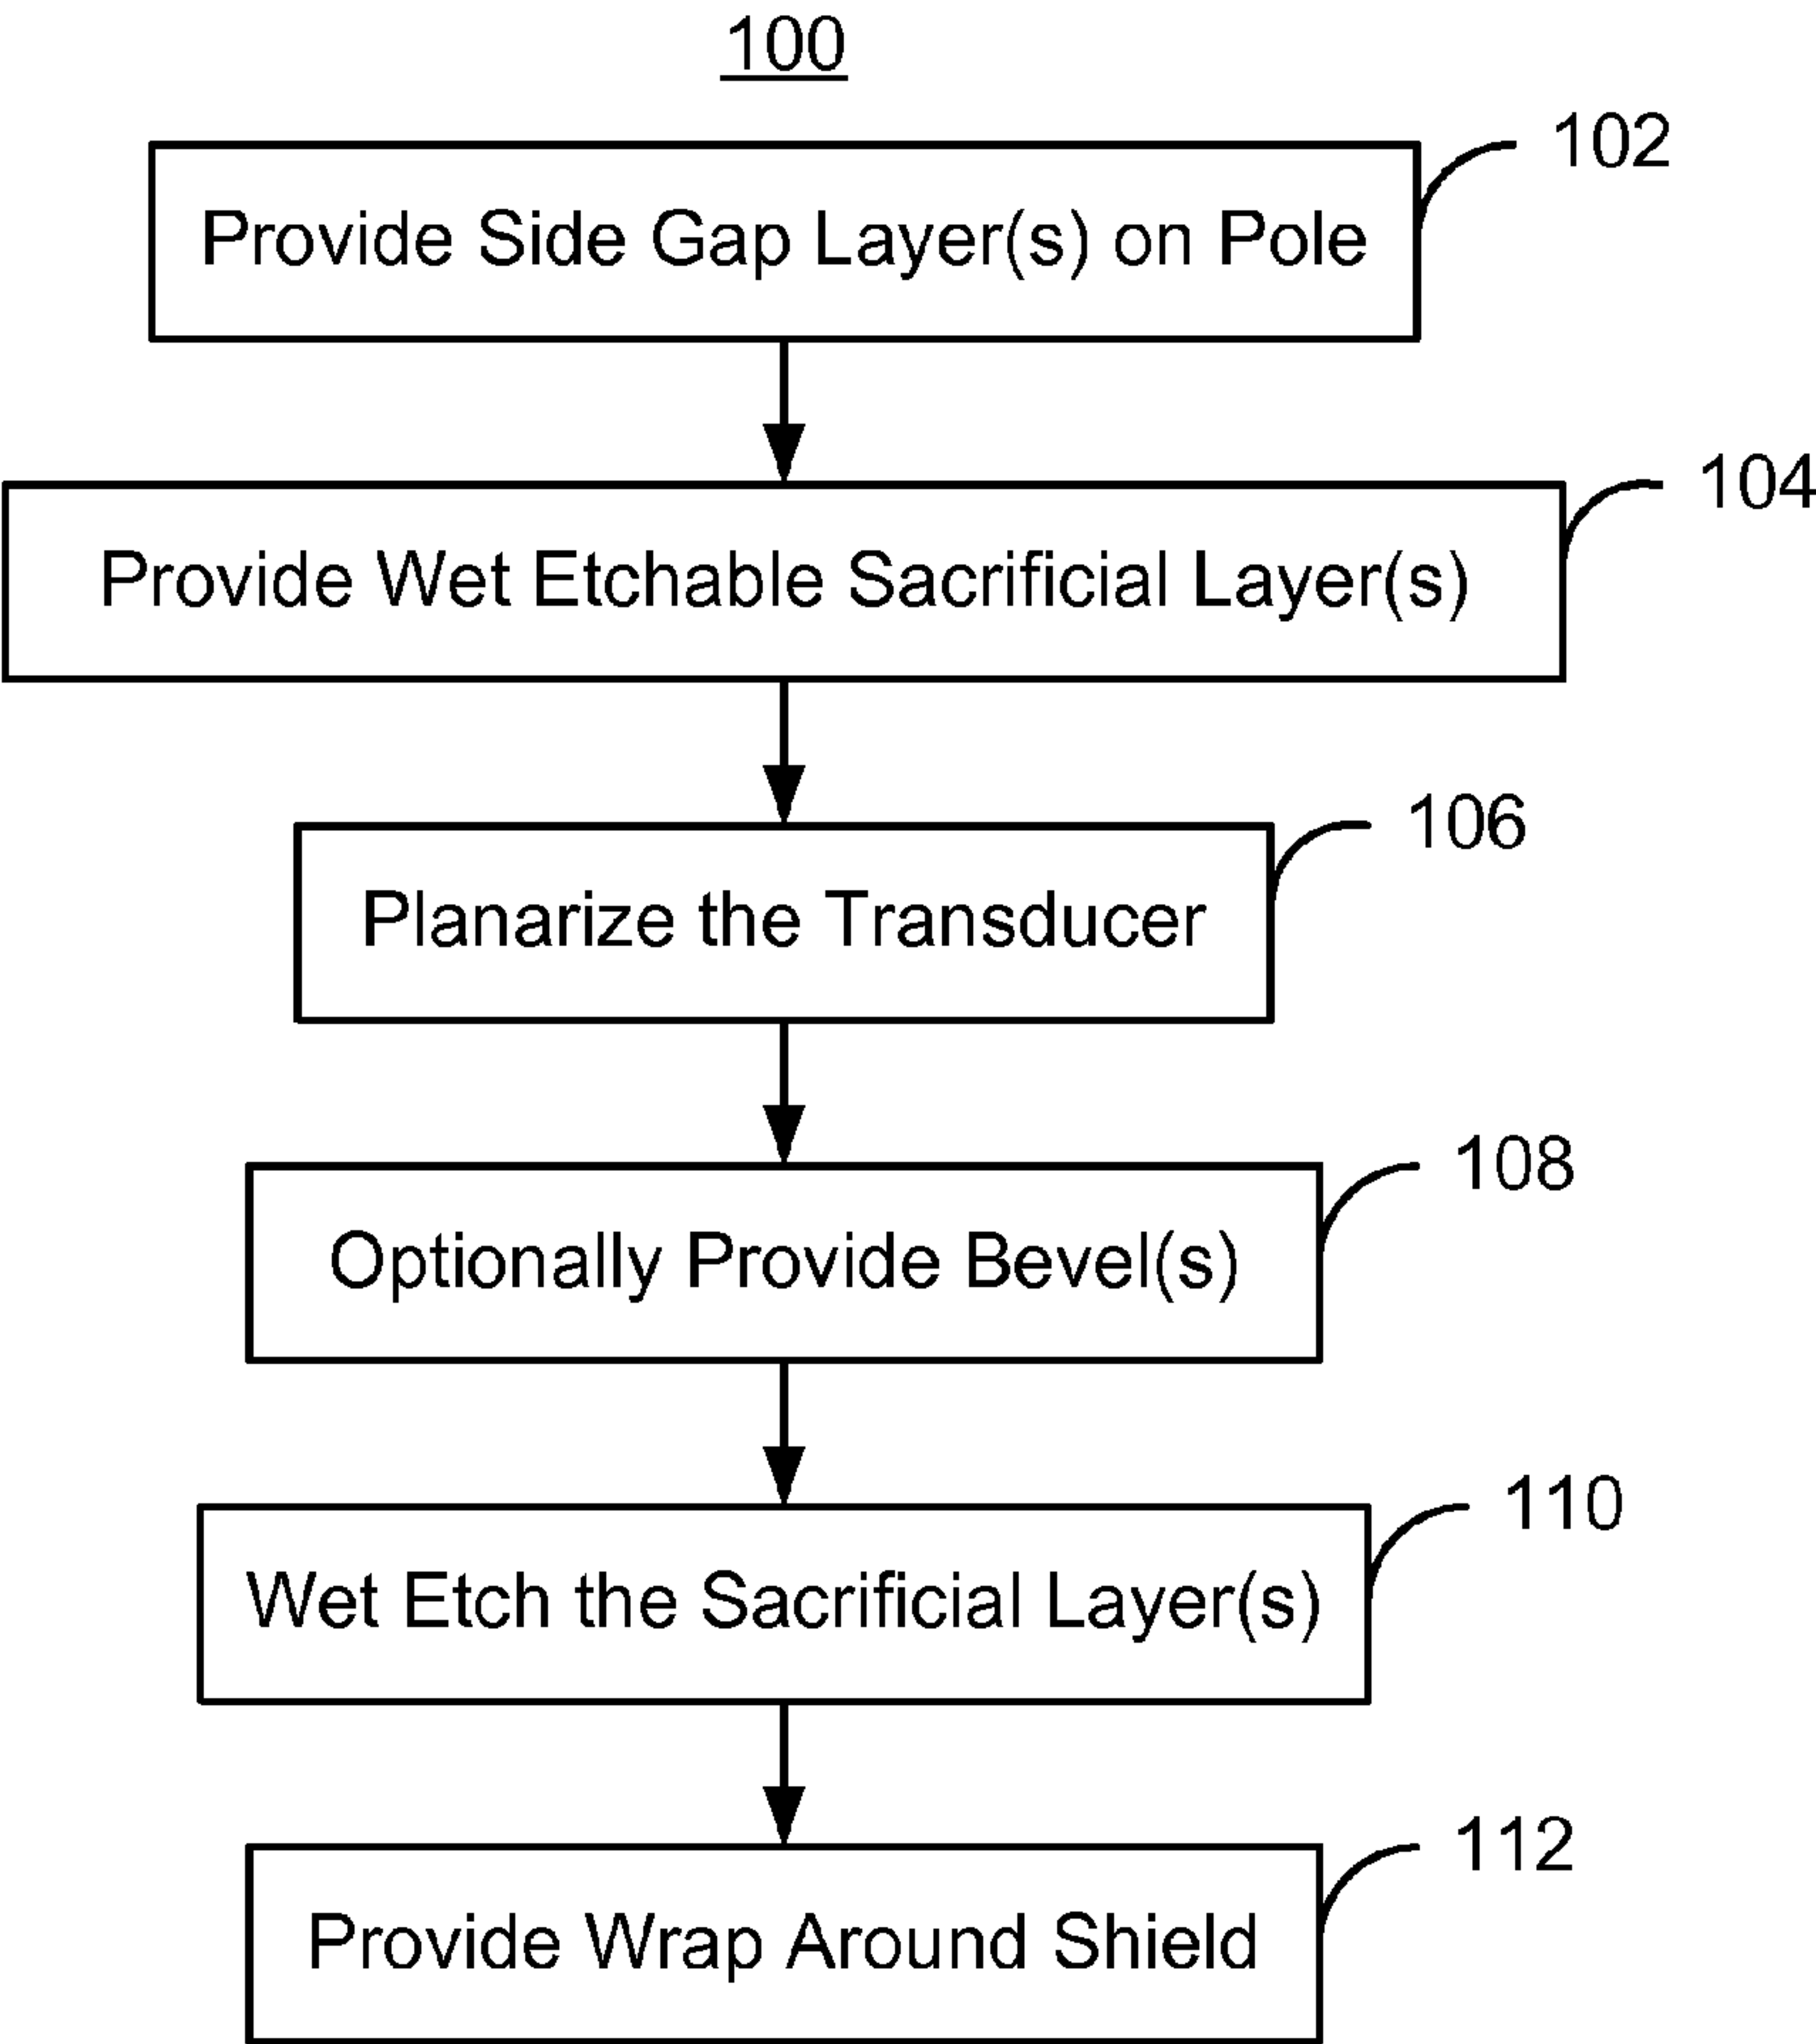 100
102
Provide Side Gap Layer(s) on Pole
104
Provide Wet Etchable Sacrificial Layer(s)
106
Planarize the Transducer
108
Optionally Provide Bevel(s)
110
Wet Etch the Sacrificial Layer(s)
112
Provide Wrap Around Shield